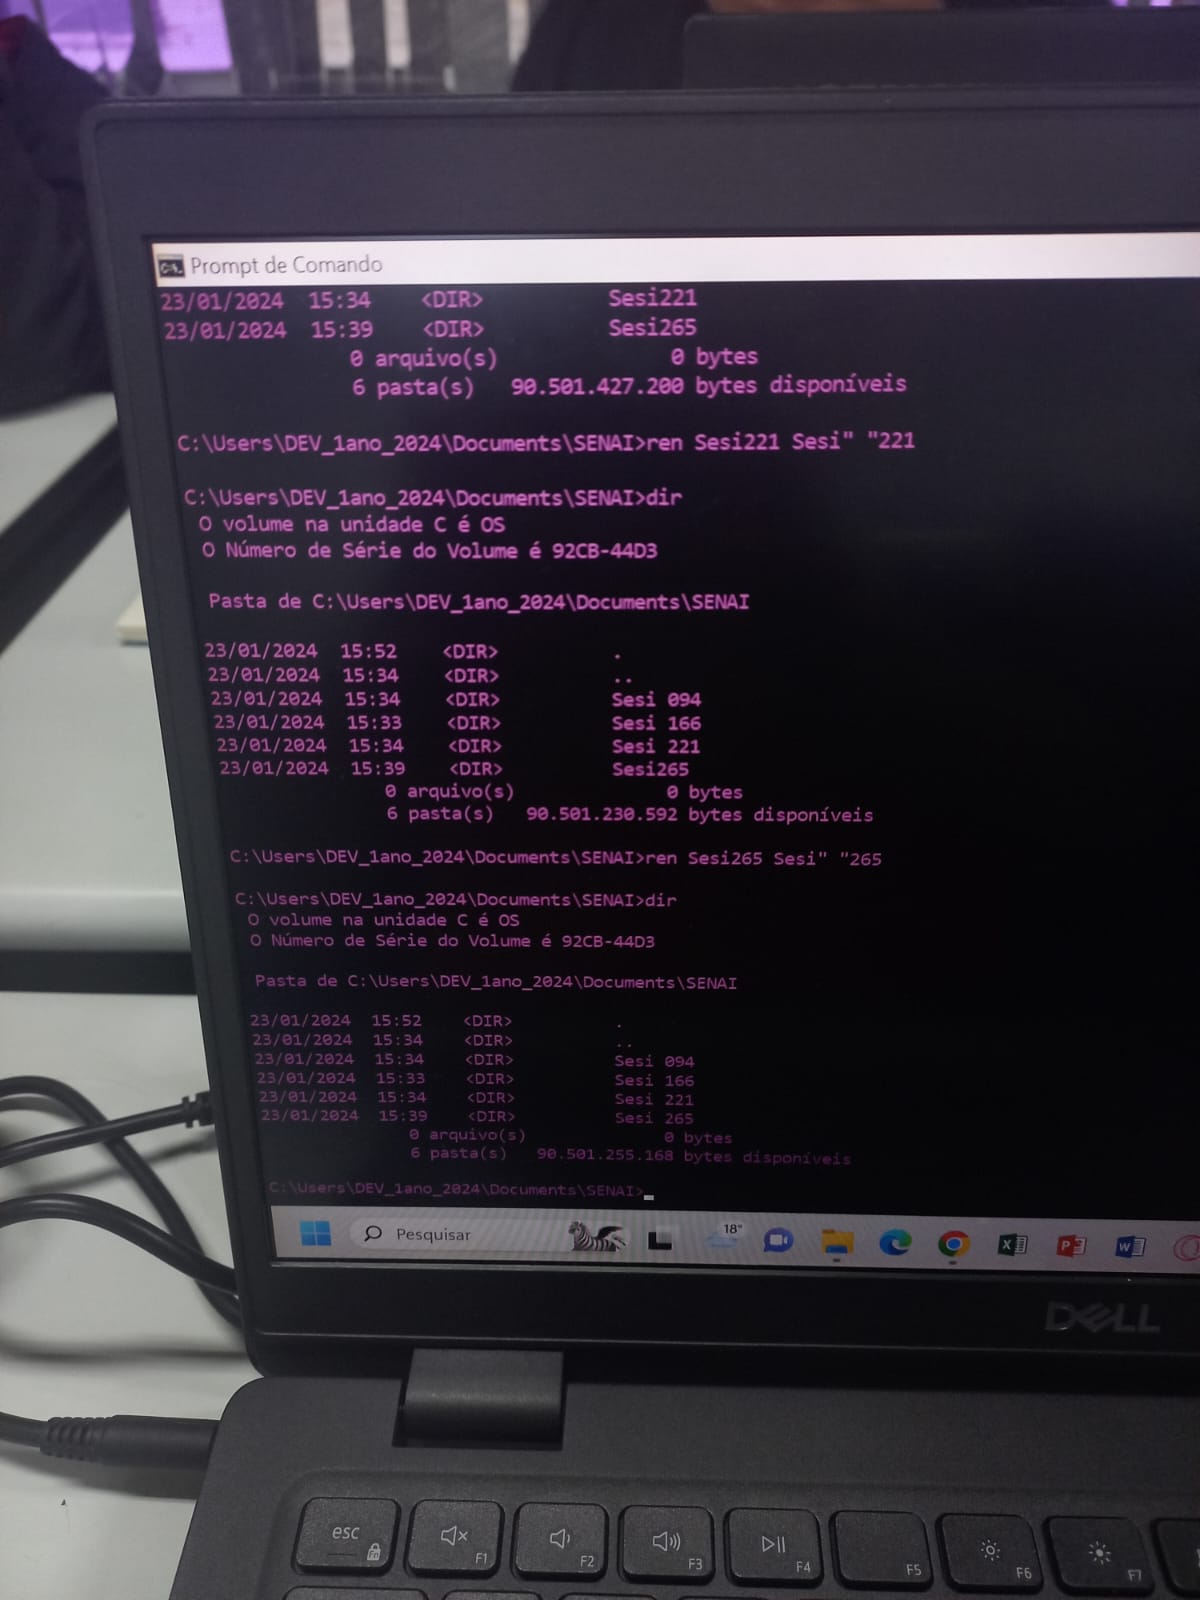 Prompt de Comando
23/01/2024 15:34 <DIR> Sesi221
23/01/2024 15:39 <DIR> Sesi265
0 arquivo(s) 0 bytes
6 pasta(s) 90.501.427.200 bytes disponíveis
C:\Users\DEV_1ano_2024\Documents\SENAI>ren Sesi221 Sesi" "221
C:\Users\DEV_1ano_2024\Documents\SENAI>dir
O volume na unidade C é OS
O Número de Série do Volume é 92CB-44D3
Pasta de C:\Users\DEV_1ano_2024\Documents\SENAI
23/01/2024 15:52 <DIR> .
23/01/2024 15:34 <DIR> ..
23/01/2024 15:34 <DIR> Sesi 094
23/01/2024 15:33 <DIR> Sesi 166
23/01/2024 15:34 <DIR> Sesi 221
23/01/2024 15:39 <DIR> Sesi265
0 arquivo(s) 0 bytes
6 pasta(s) 90.501.230.592 bytes disponíveis
C:\Users\DEV_1ano_2024\Documents\SENAI>ren Sesi265 Sesi" "265
C:\Users\DEV_1ano_2024\Documents\SENAI>dir
O volume na unidade C é OS
O Número de Série do Volume é 92CB-44D3
Pasta de C:\Users\DEV_1ano_2024\Documents\SENAI
23/01/2024 15:52 <DIR> .
23/01/2024 15:34 <DIR> ..
23/01/2024 15:34 <DIR> Sesi 094
23/01/2024 15:33 <DIR> Sesi 166
23/01/2024 15:34 <DIR> Sesi 221
23/01/2024 15:39 <DIR> Sesi 265
0 arquivo(s) 0 bytes
6 pasta(s) 90.501.255.168 bytes disponíveis
C:\Users\DEV_1ano_2024\Documents\SENAI>
Pesquisar 18°
DELL
esc Fn F1 F2 F3 F4 F5 F6 F7